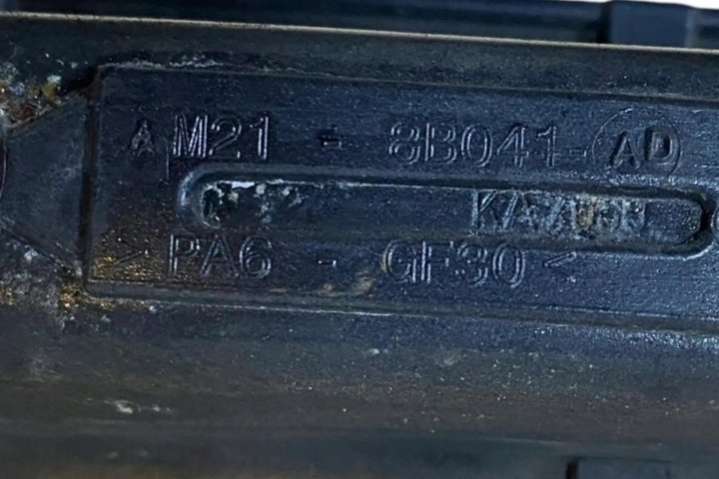 AM21 - 8B041-AD
>PA6 - GF30<